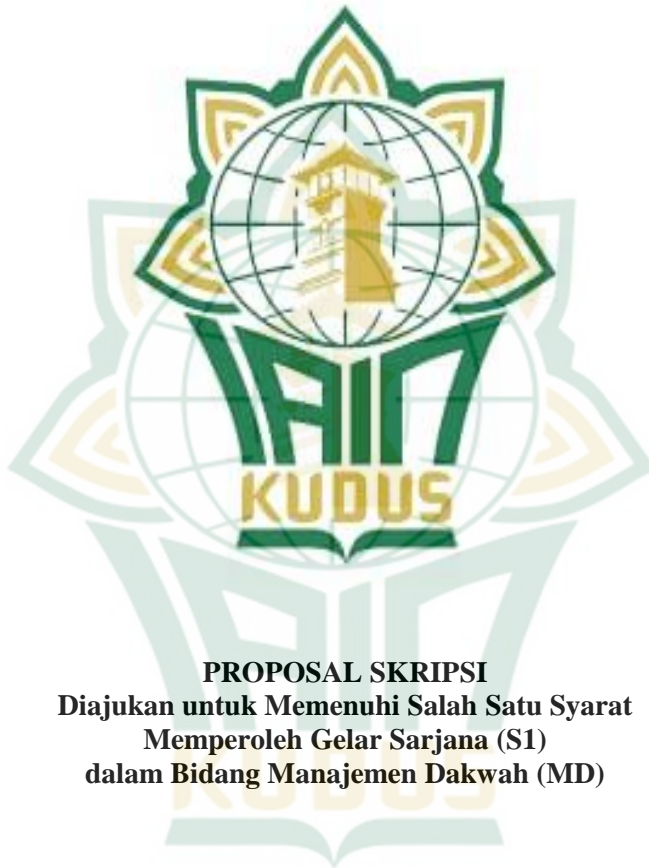 IAIN
KUDUS
PROPOSAL SKRIPSI
Diajukan untuk Memenuhi Salah Satu Syarat
Memperoleh Gelar Sarjana (S1)
dalam Bidang Manajemen Dakwah (MD)
KUDUS